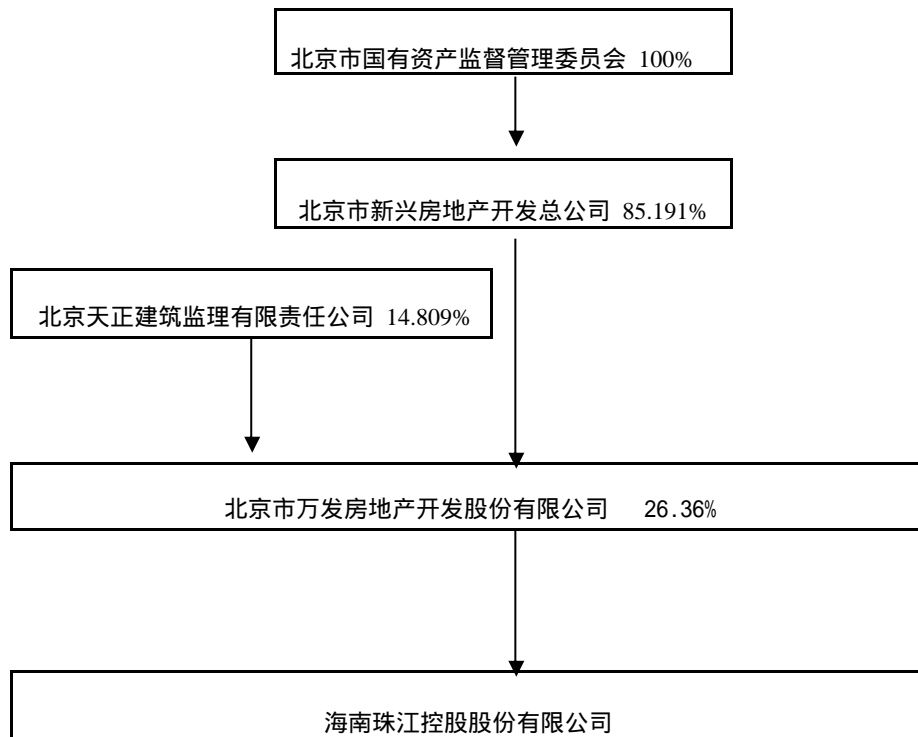 北京市国有资产监督管理委员会 100%
北京市新兴房地产开发总公司 85.191%
北京天正建筑监理有限责任公司 14.809%
北京市万发房地产开发股份有限公司 26.36%
海南珠江控股股份有限公司